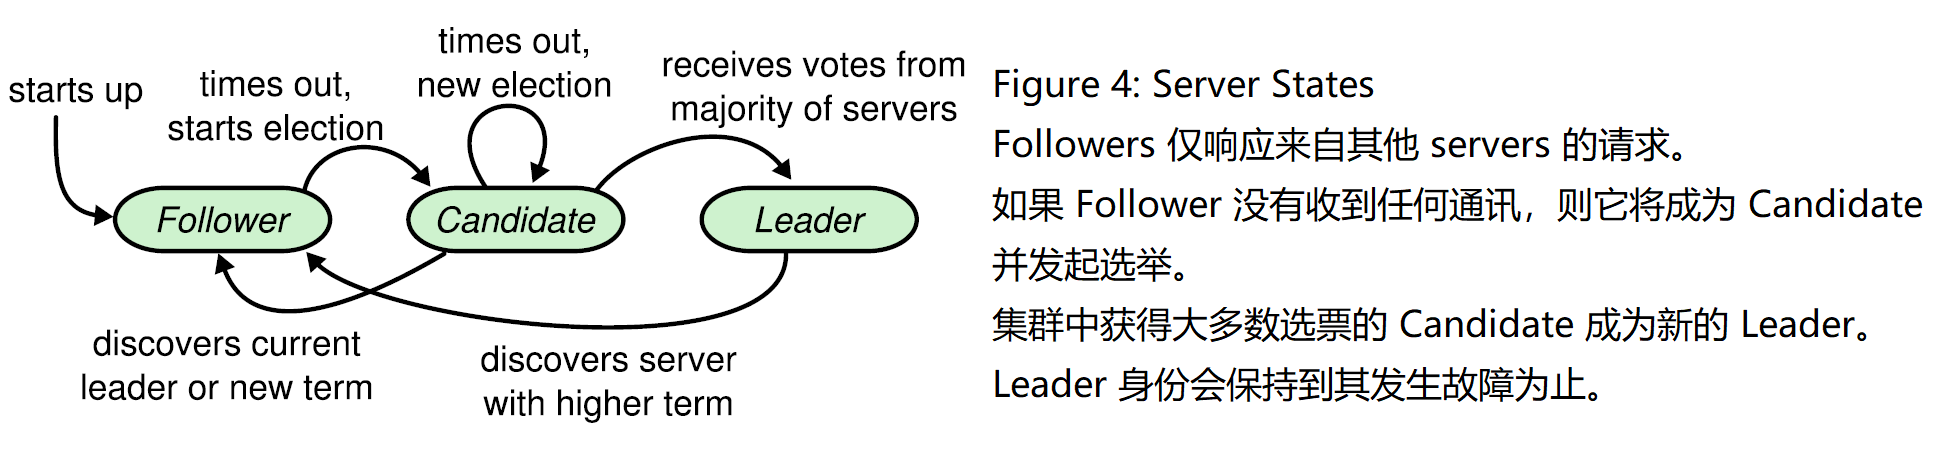 starts up
times out,
starts election
times out,
new election
receives votes from
majority of servers
Follower
Candidate
Leader
discovers current
leader or new term
discovers server
with higher term
Figure 4: Server States
Followers 仅响应来自其他 servers 的请求。
如果 Follower 没有收到任何通讯，则它将成为 Candidate
并发起选举。
集群中获得大多数选票的 Candidate 成为新的 Leader。
Leader 身份会保持到其发生故障为止。